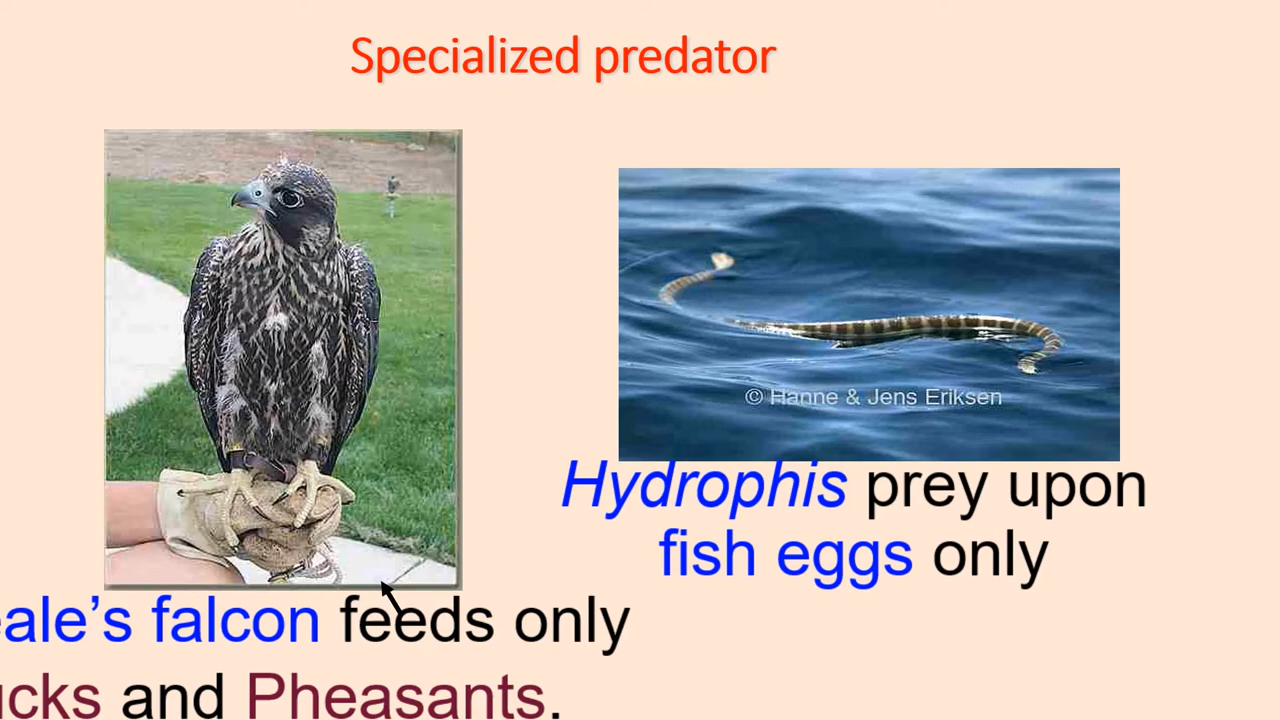 Specialized predator
© Hanne & Jens Eriksen
Hydrophis prey upon
fish eggs only
eale’s falcon feeds only
ucks and Pheasants.